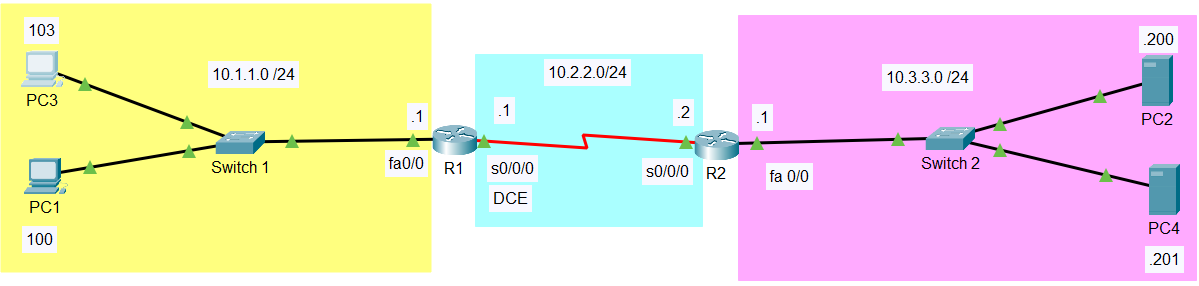 103
PC3
10.1.1.0 /24
PC1
100
Switch 1
.1
fa0/0
R1
.1
s0/0/0
DCE
10.2.2.0/24
.2
s0/0/0
R2
.1
fa 0/0
10.3.3.0 /24
Switch 2
.200
PC2
PC4
.201